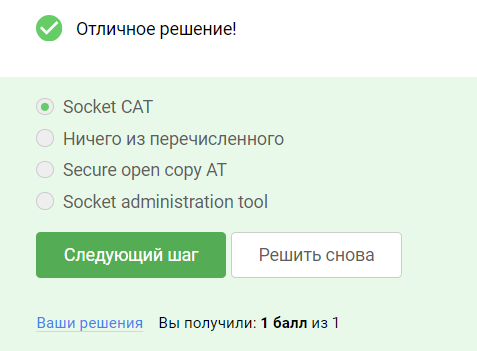 Отличное решение!
Socket CAT
Ничего из перечисленного
Secure open copy AT
Socket administration tool
Следующий шаг Решить снова
Ваши решения Вы получили: 1 балл из 1